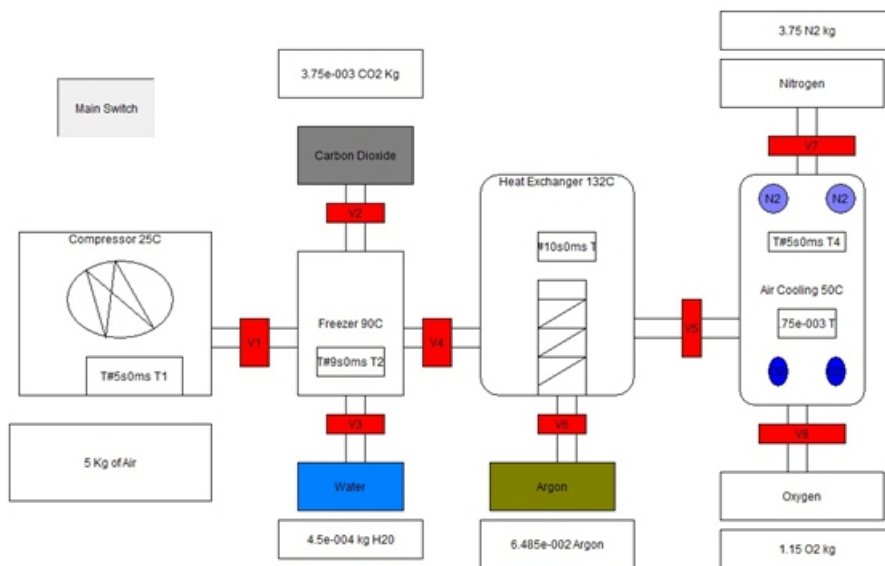 3.75 N2 kg
3.75e-003 CO2 Kg
Nitrogen
Main Switch
Carbon Dioxide
V7
Heat Exchanger 132C
N2 N2
V2
Compressor 25C
#10s0ms T
T#5s0ms T4
Air Cooling 50C
Freezer 90C
V1
V4
V5
.75e-003 T
T#5s0ms T1
T#9s0ms T2
V3
V6
V8
5 Kg of Air
Water
Argon
Oxygen
4.5e-004 kg H20
6.485e-002 Argon
1.15 O2 kg